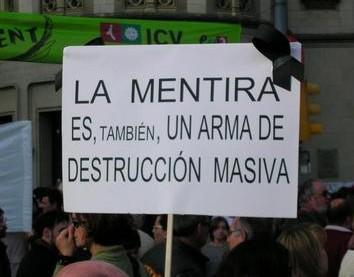 ENT
ICV
LA MENTIRA
ES, TAMBIÉN, UN ARMA DE
DESTRUCCIÓN MASIVA